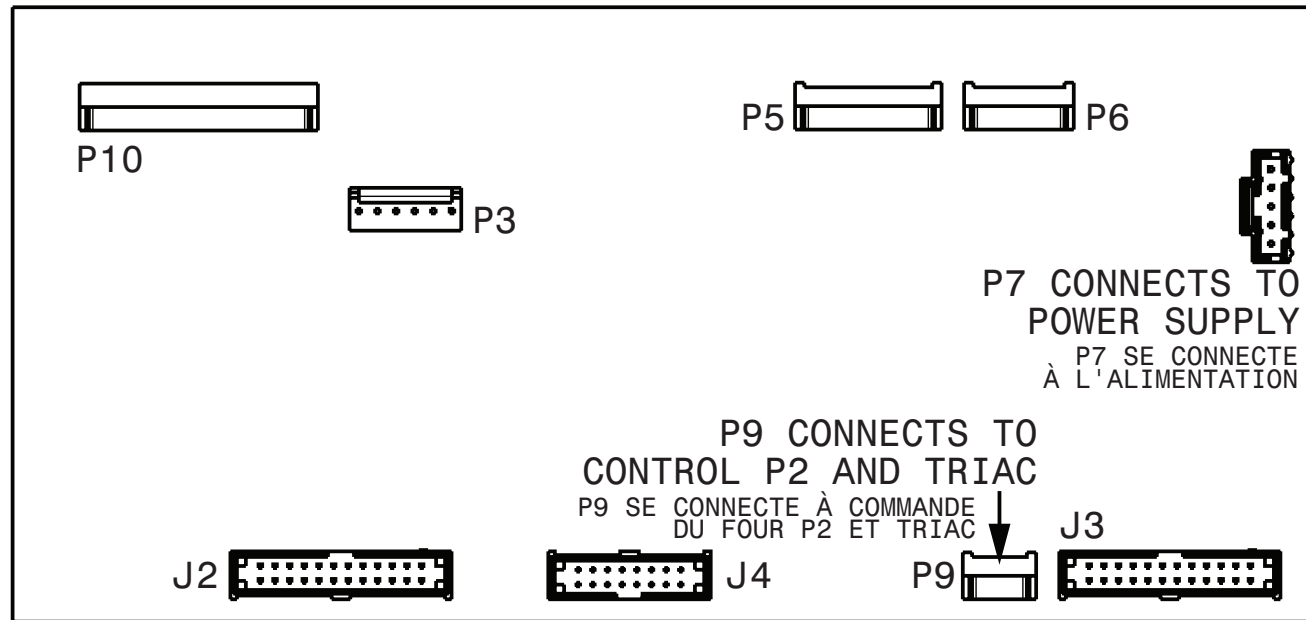 P5
P6
P10
P3
P7 CONNECTS TO
POWER SUPPLY
P7 SE CONNECTE
À L'ALIMENTATION
P9 CONNECTS TO
CONTROL P2 AND TRIAC
P9 SE CONNECTE À COMMANDE
DU FOUR P2 ET TRIAC
J3
J2
J4
P9